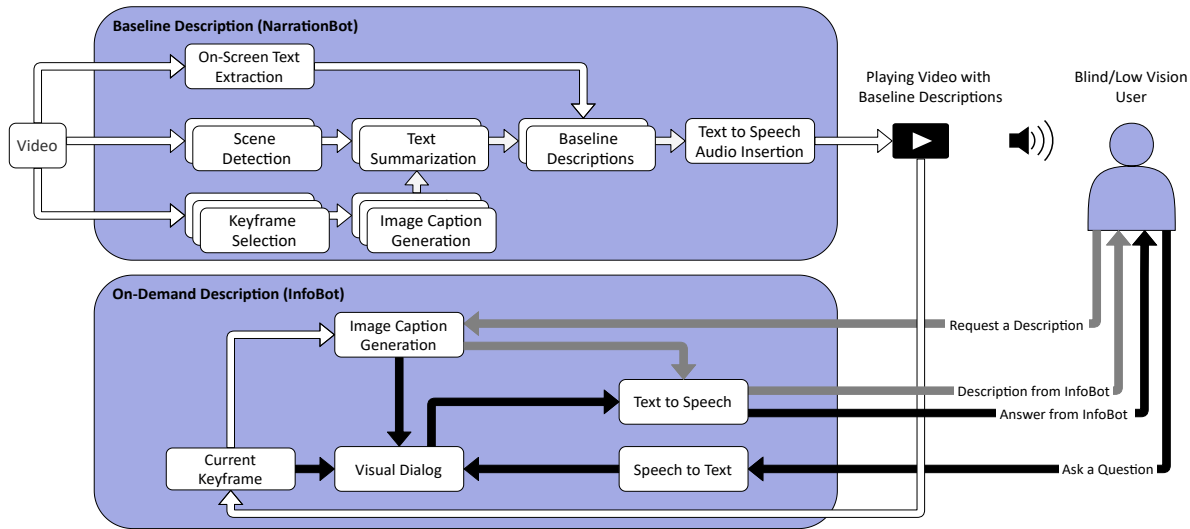 Baseline Description (NarrationBot)
On-Screen Text
Extraction
Playing Video with
Baseline Descriptions
Blind/Low Vision
User
Video
Scene
Detection
Text
Summarization
Baseline
Descriptions
Text to Speech
Audio Insertion
Keyframe
Selection
Image Caption
Generation
On-Demand Description (InfoBot)
Image Caption
Generation
Request a Description
Text to Speech
Description from InfoBot
Answer from InfoBot
Current
Keyframe
Visual Dialog
Speech to Text
Ask a Question